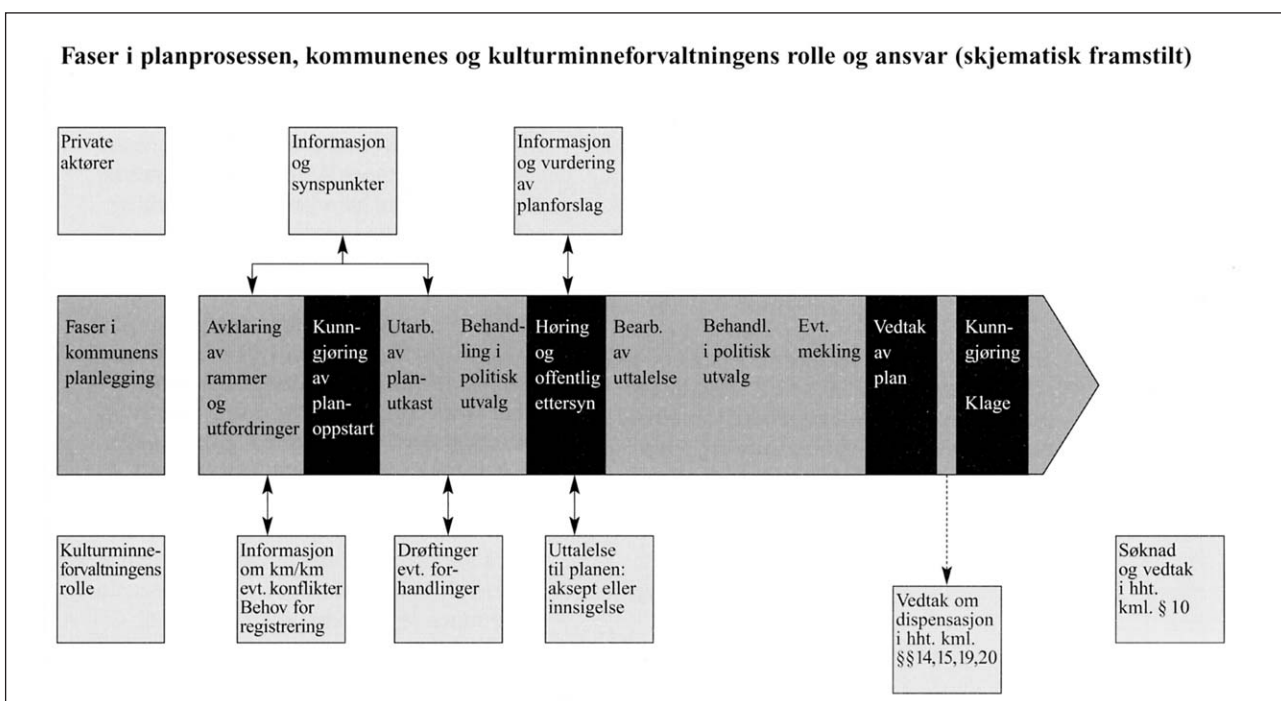 Faser i planprosessen, kommunenes og kulturminneforvaltningens rolle og ansvar (skjematisk framstilt)
Private
aktører
Informasjon
og
synspunkter
Informasjon
og vurdering
av
planforslag
Faser i
kommunens
planlegging
Avklaring
av
rammer
og
utfordringer
Kunn-
gjøring
av
plan-
oppstart
Utarb.
av
plan-
utkast
Behand-
ling i
politisk
utvalg
Høring
og
offentlig
ettersyn
Bearb.
av
uttalelse
Behandl.
i politisk
utvalg
Evt.
mekling
Vedtak
av
plan
Kunn-
gjøring
Klage
Kulturminne-
forvaltningens
rolle
Informasjon
om km/km
evt. konflikter
Behov for
registrering
Drøftinger
evt. for-
handlinger
Uttalelse
til planen:
aksept eller
innsigelse
Vedtak om
dispensasjon
i hht. kml.
§§14,15,19,20
Søknad
og vedtak
i hht.
kml. § 10